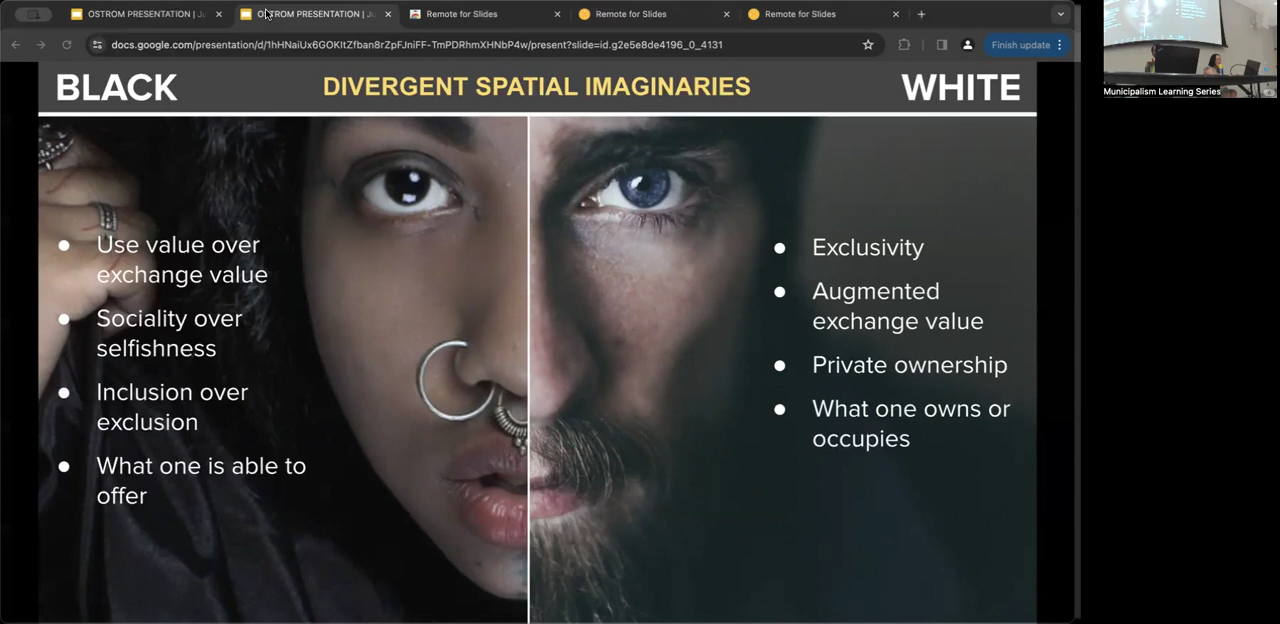 OSTROM PRESENTATION | Ju
OSTROM PRESENTATION | Ju
Remote for Slides
Remote for Slides
Remote for Slides
docs.google.com/presentation/d/1hHNaiUx6GOKItZfban8rZpFJniFF-TmPDRhmXHNbP4w/present?slide=id.g2e5e8de4196_0_4131
Finish update
Municipalism Learning Series
BLACK
DIVERGENT SPATIAL IMAGINARIES
WHITE
● Use value over
exchange value
● Sociality over
selfishness
● Inclusion over
exclusion
● What one is able to
offer
● Exclusivity
● Augmented
exchange value
● Private ownership
● What one owns or
occupies